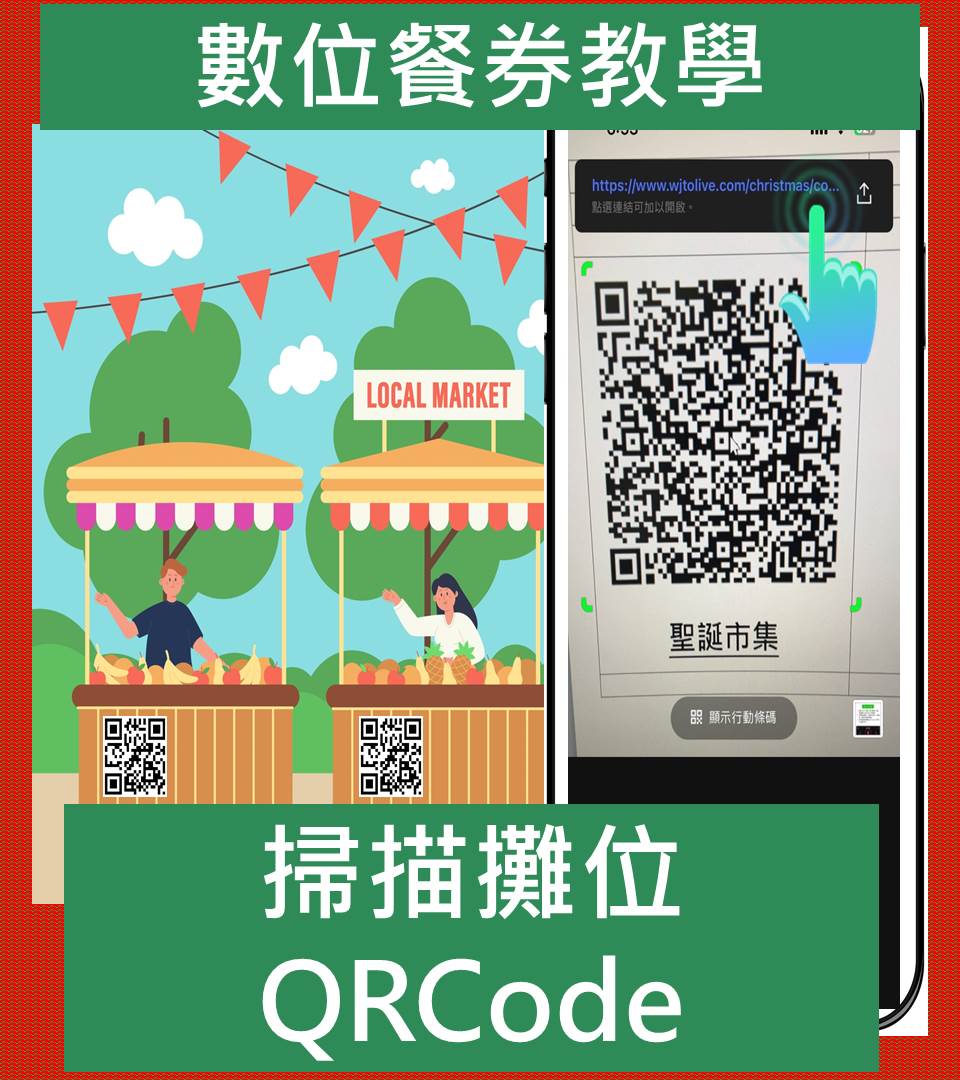 數位餐券教學
LOCAL MARKET
https://www.wjtolive.com/christmas/co...
點選連結可加以開啟。
聖誕市集
顯示行動條碼
掃描攤位
QRCode